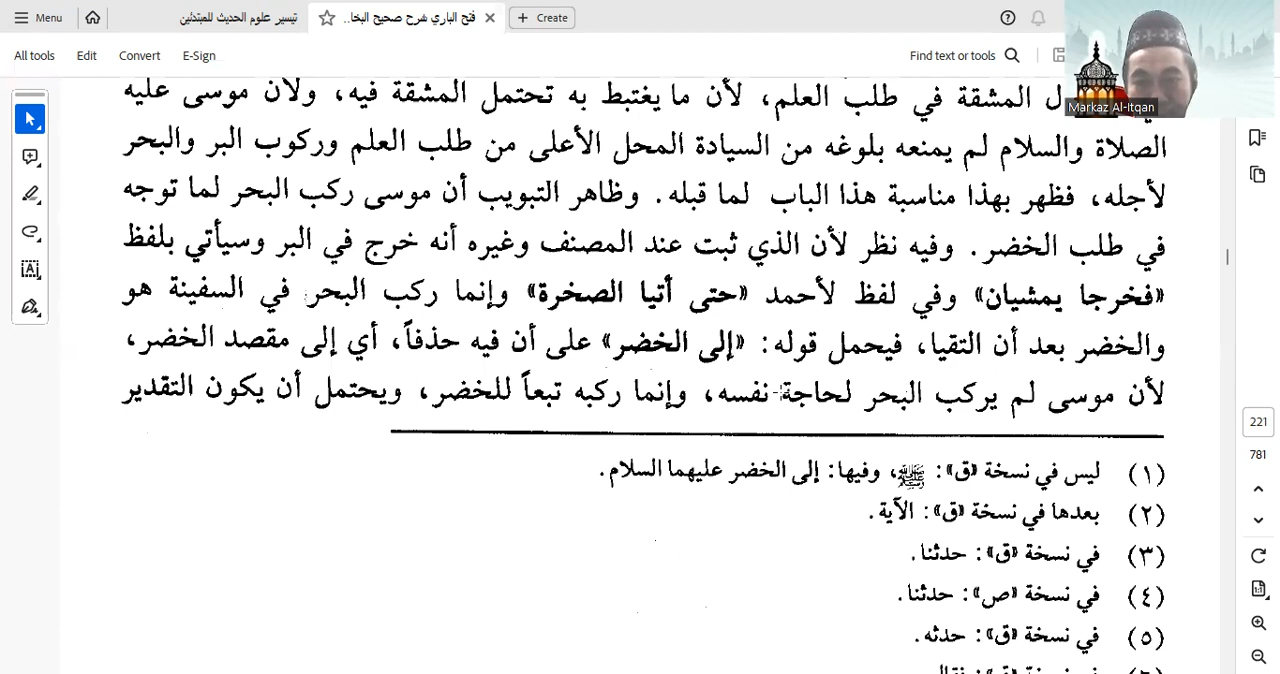 Menu
تيسير علوم الحديث للمبتدئين
فتح الباري شرح صحيح البخا..
Create
All tools Edit Convert E-Sign
Find text or tools
Markaz Al-Itqan
ل المشقة في طلب العلم، لأن ما يغتبط به تحتمل المشقة فيه، ولأن موسى عليه
الصلاة والسلام لم يمنعه بلوغه من السيادة المحل الأعلى من طلب العلم وركوب البر والبحر
لأجله، فظهر بهذا مناسبة هذا الباب لما قبله. وظاهر التبويب أن موسى ركب البحر لما توجه
في طلب الخضر. وفيه نظر لأن الذي ثبت عند المصنف وغيره أنه خرج في البر وسيأتي بلفظ
«فخرجا يمشيان» وفي لفظ لأحمد «حتى أتيا الصخرة» وإنما ركب البحر في السفينة هو
والخضر بعد أن التقيا، فيحمل قوله: «إلى الخضر» على أن فيه حذفاً، أي إلى مقصد الخضر،
لأن موسى لم يركب البحر لحاجة نفسه، وإنما ركبه تبعاً للخضر، ويحتمل أن يكون التقدير
(١) ليس في نسخة «ق»: ﷺ، وفيها: إلى الخضر عليهما السلام.
(٢) بعدها في نسخة «ق»: الآية.
(٣) في نسخة «ق»: حدثنا.
(٤) في نسخة «ص»: حدثنا.
(٥) في نسخة «ق»: حدثه.
221
781